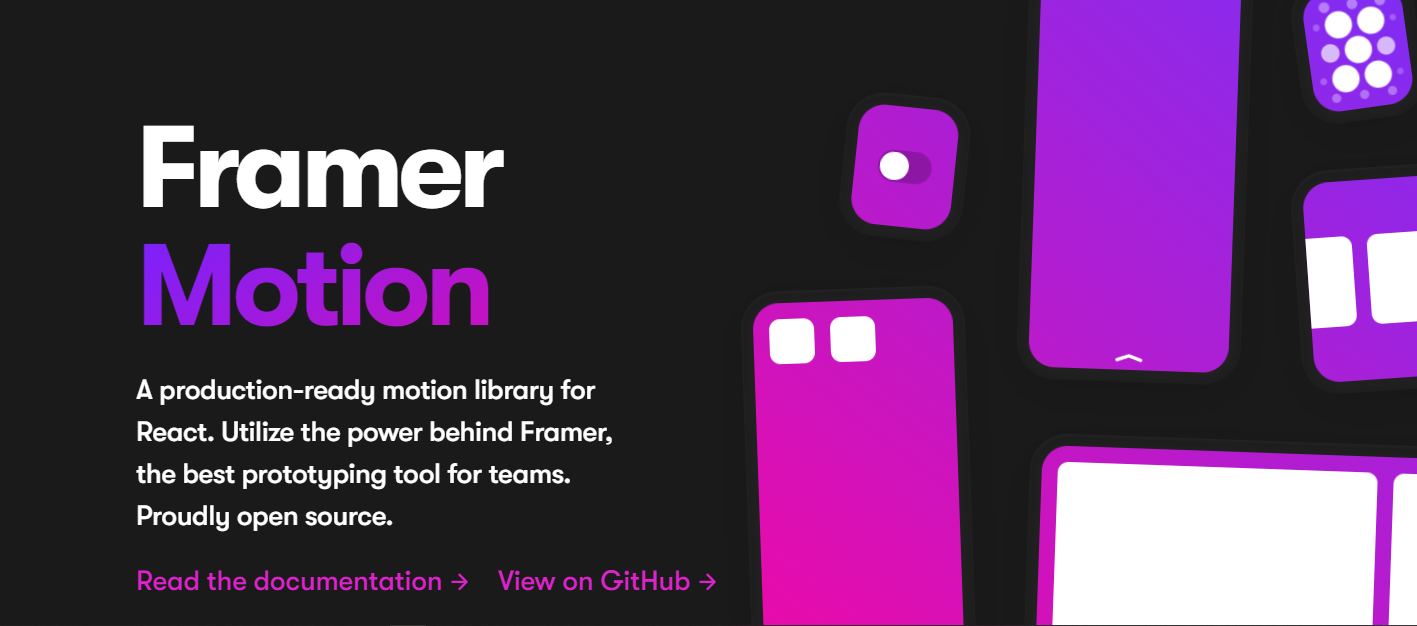 Framer
Motion
A production-ready motion library for
React. Utilize the power behind Framer,
the best prototyping tool for teams.
Proudly open source.
Read the documentation → View on GitHub →